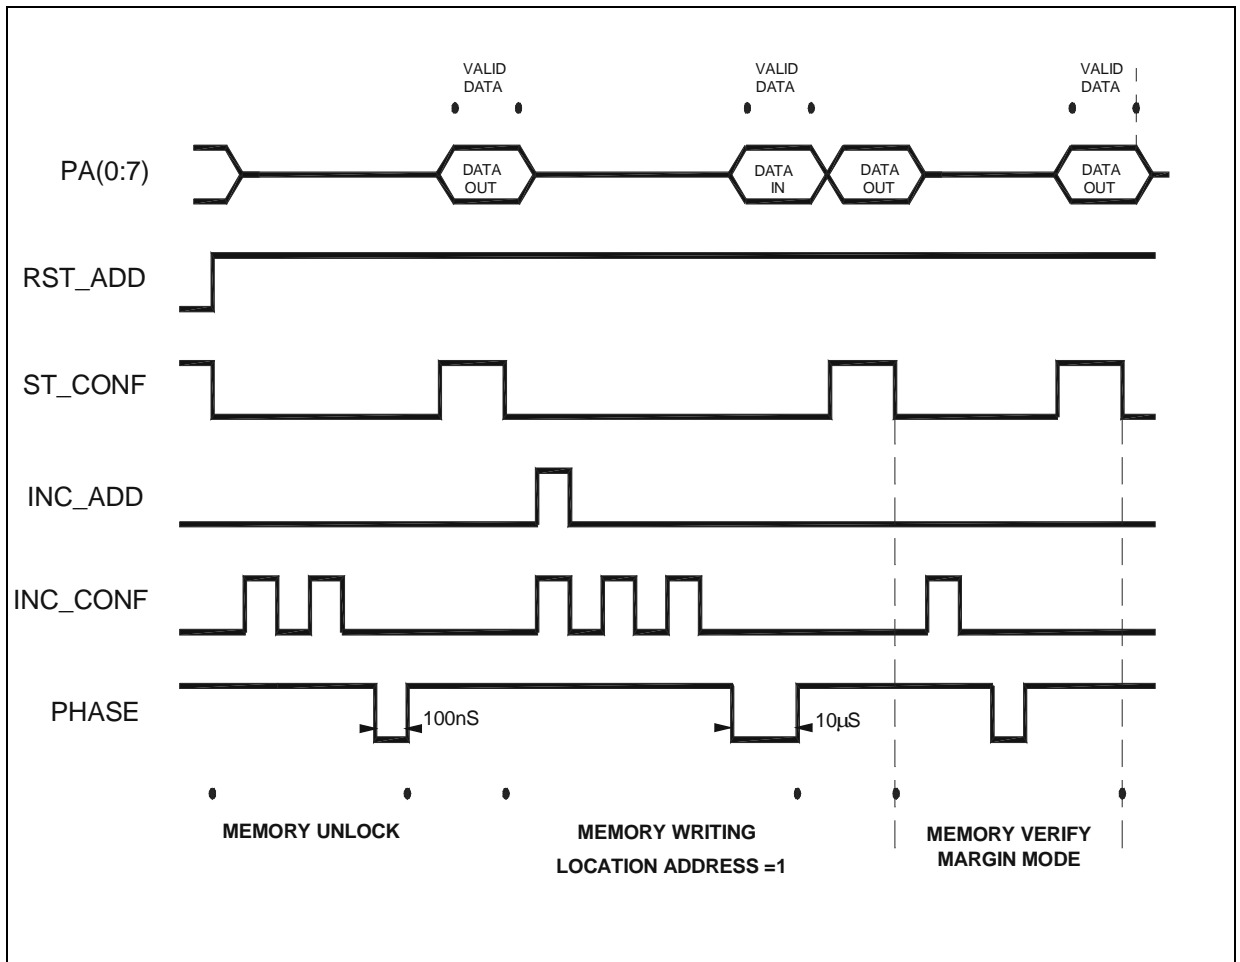 VALID
DATA
VALID
DATA
VALID
DATA
PA(0:7)
DATA
OUT
DATA
IN
DATA
OUT
DATA
OUT
RST_ADD
ST_CONF
INC_ADD
INC_CONF
PHASE
100nS
10µS
MEMORY UNLOCK
MEMORY WRITING
LOCATION ADDRESS =1
MEMORY VERIFY
MARGIN MODE